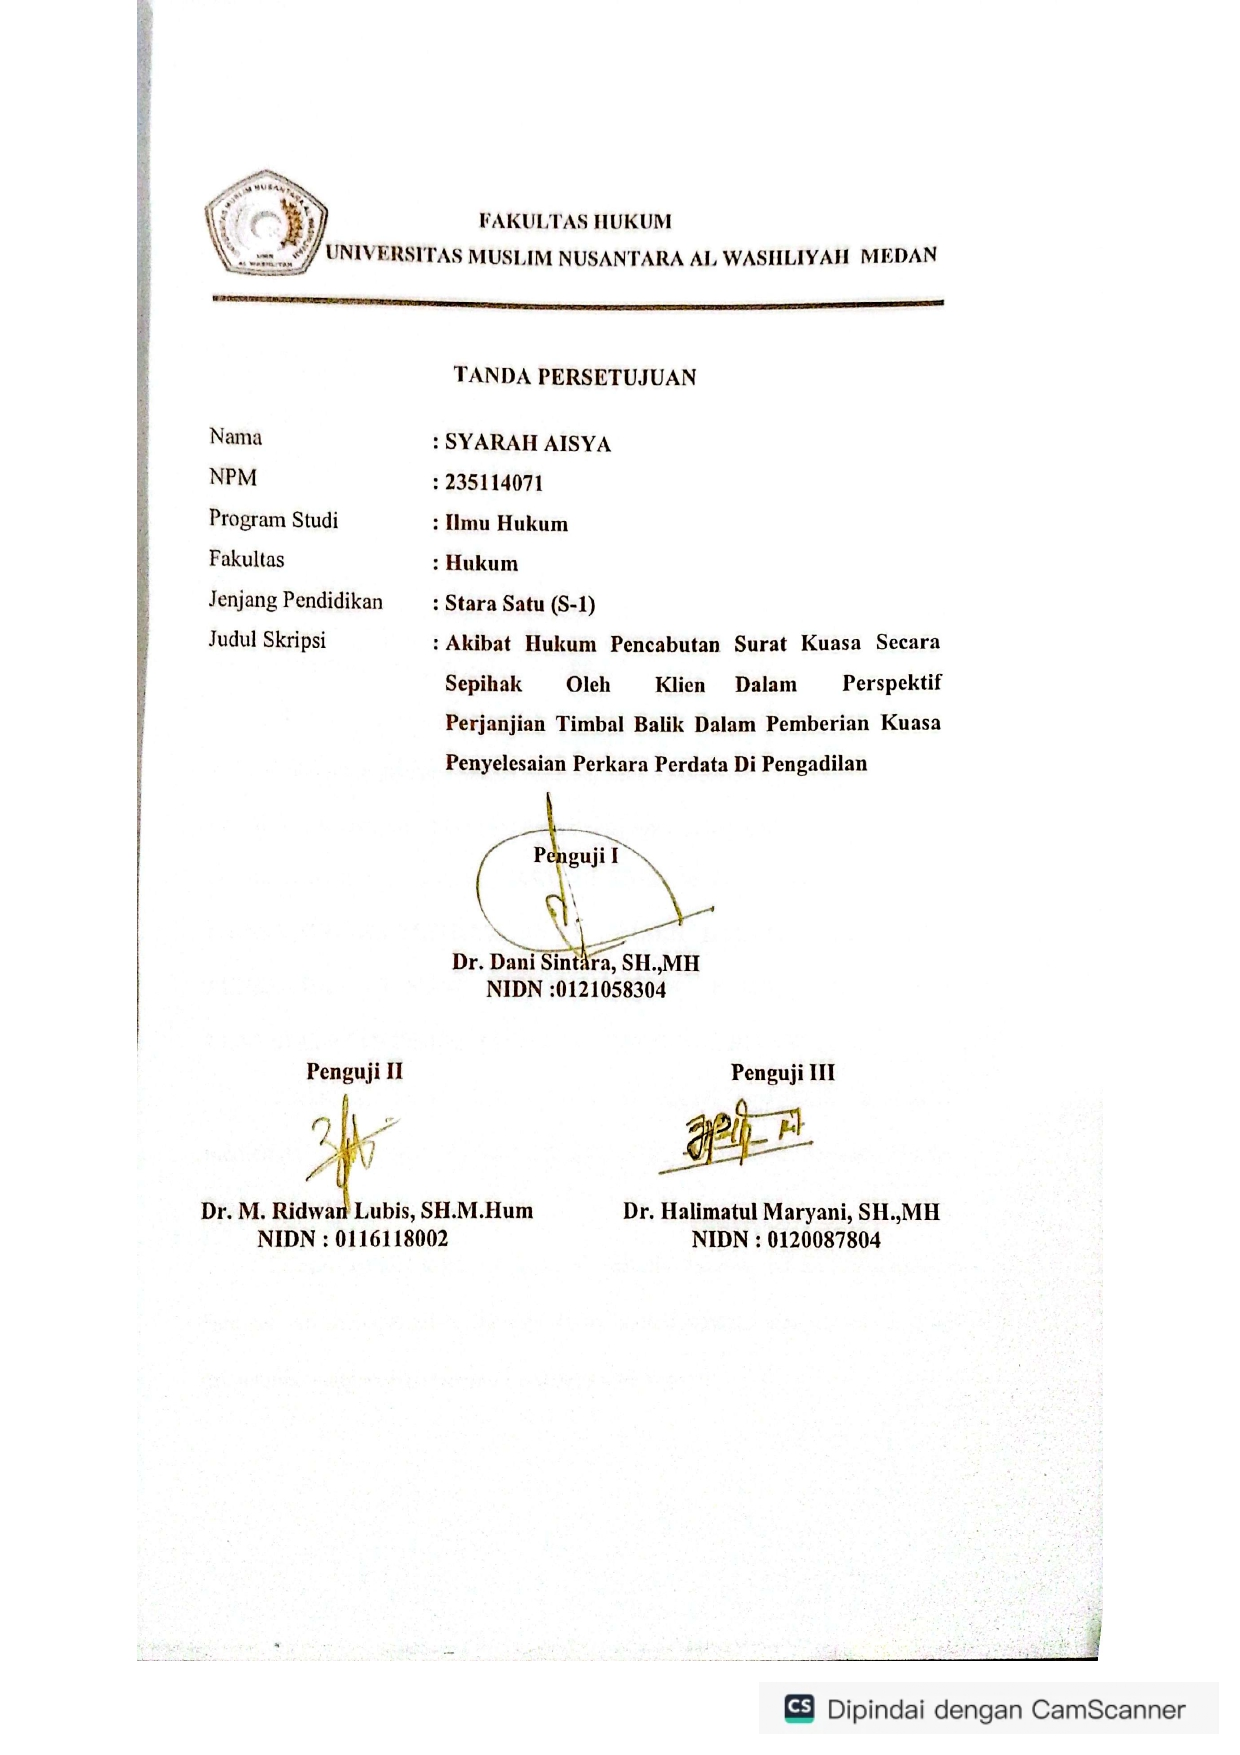 FAKULTAS HUKUM
UNIVERSITAS MUSLIM NUSANTARA AL WASHLIYAH MEDAN
TANDA PERSETUJUAN
Nama : SYARAH AISYA
NPM : 235114071
Program Studi : Ilmu Hukum
Fakultas : Hukum
Jenjang Pendidikan : Stara Satu (S-1)
Judul Skripsi : Akibat Hukum Pencabutan Surat Kuasa Secara
Sepihak Oleh Klien Dalam Perspektif
Perjanjian Timbal Balik Dalam Pemberian Kuasa
Penyelesaian Perkara Perdata Di Pengadilan
Penguji I
Dr. Dani Sintara, SH.,MH
NIDN :0121058304
Penguji II Penguji III
Dr. M. Ridwan Lubis, SH.M.Hum Dr. Halimatul Maryani, SH.,MH
NIDN : 0116118002 NIDN : 0120087804
CS Dipindai dengan CamScanner